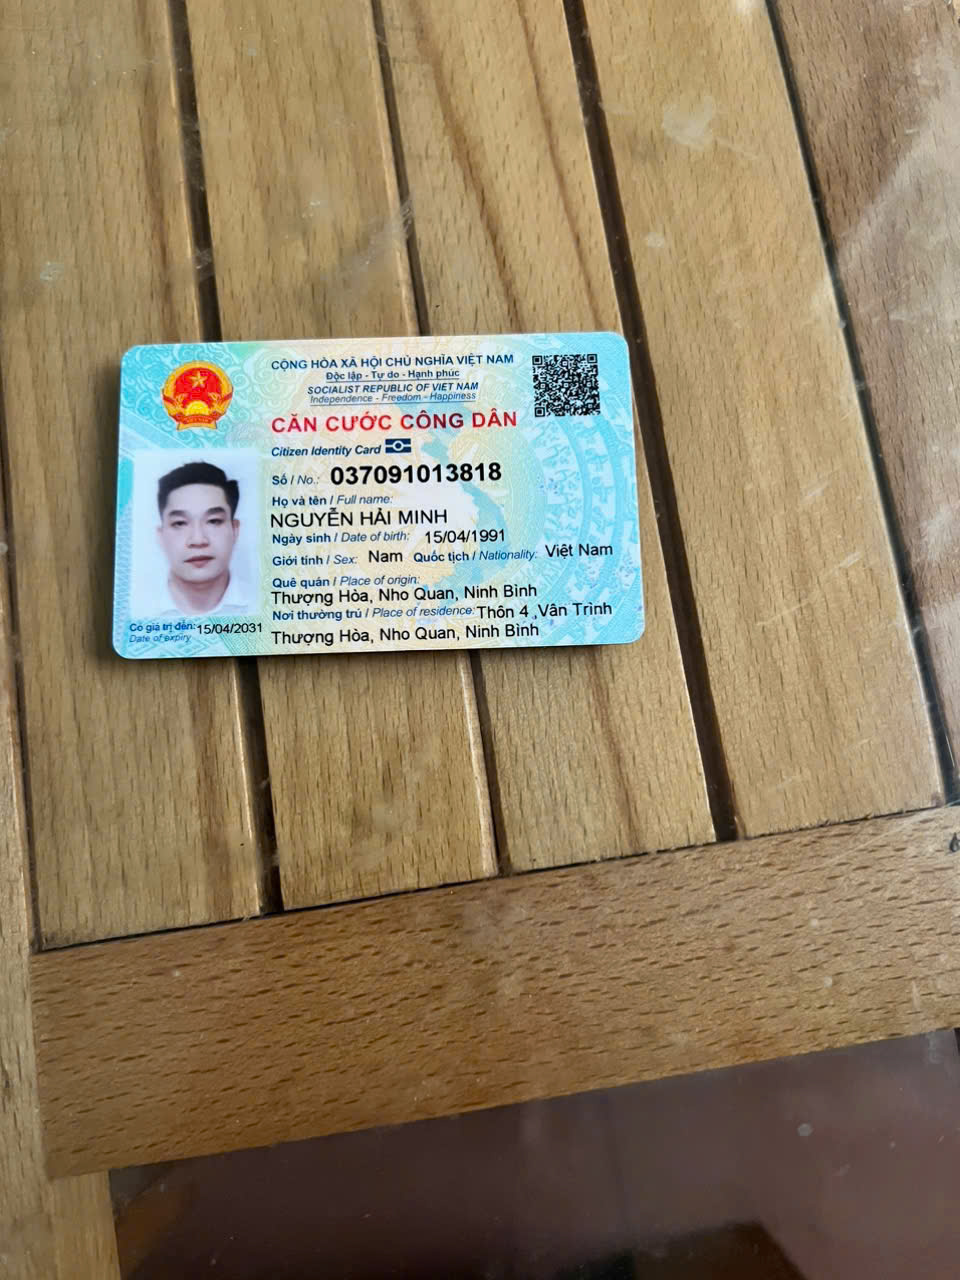 CỘNG HÒA XÃ HỘI CHỦ NGHĨA VIỆT NAM
Độc lập - Tự do - Hạnh phúc
SOCIALIST REPUBLIC OF VIET NAM
Independence - Freedom - Happiness
CĂN CƯỚC CÔNG DÂN
Citizen Identity Card
Số / No.: 037091013818
Họ và tên / Full name:
NGUYỄN HẢI MINH
Ngày sinh / Date of birth: 15/04/1991
Giới tính / Sex: Nam Quốc tịch / Nationality: Việt Nam
Quê quán / Place of origin:
Thượng Hòa, Nho Quan, Ninh Bình
Nơi thường trú / Place of residence: Thôn 4 ,Vân Trình
Thượng Hòa, Nho Quan, Ninh Bình
Có giá trị đến: 15/04/2031
Date of expiry